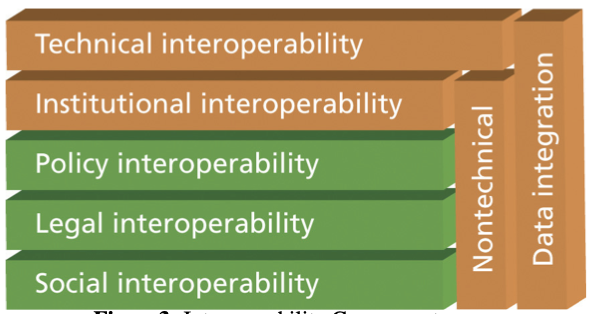 Technical interoperability
Institutional interoperability
Policy interoperability
Legal interoperability
Social interoperability
Nontechnical
Data integration